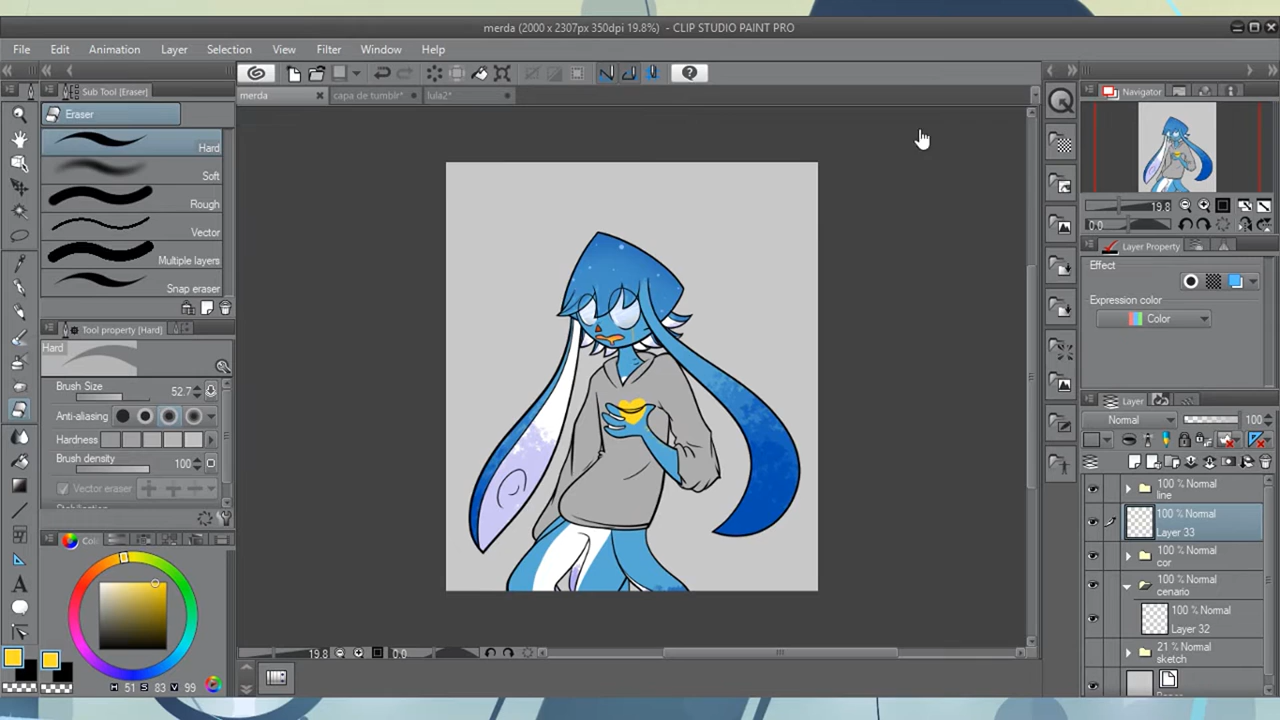 merda (2000 x 2307px 350dpi 19.8%) - CLIP STUDIO PAINT PRO
File Edit Animation Layer Selection View Filter Window Help
Sub Tool [Eraser]
merda capa de tumblr* lula2*
Navigator
Eraser
Hard
Soft
Rough
Vector
Multiple layers
Snap eraser
19.8
0.0
Layer Property
Effect
Expression color
Color
Tool property [Hard]
Hard
Brush Size 52.7
Anti-aliasing
Hardness
Brush density 100
Vector eraser
Layer
Normal 100
100 % Normal
line
100 % Normal
Layer 33
100 % Normal
cor
100 % Normal
cenario
100 % Normal
Layer 32
21 % Normal
sketch
19.8 0.0
H 51 S 83 V 99